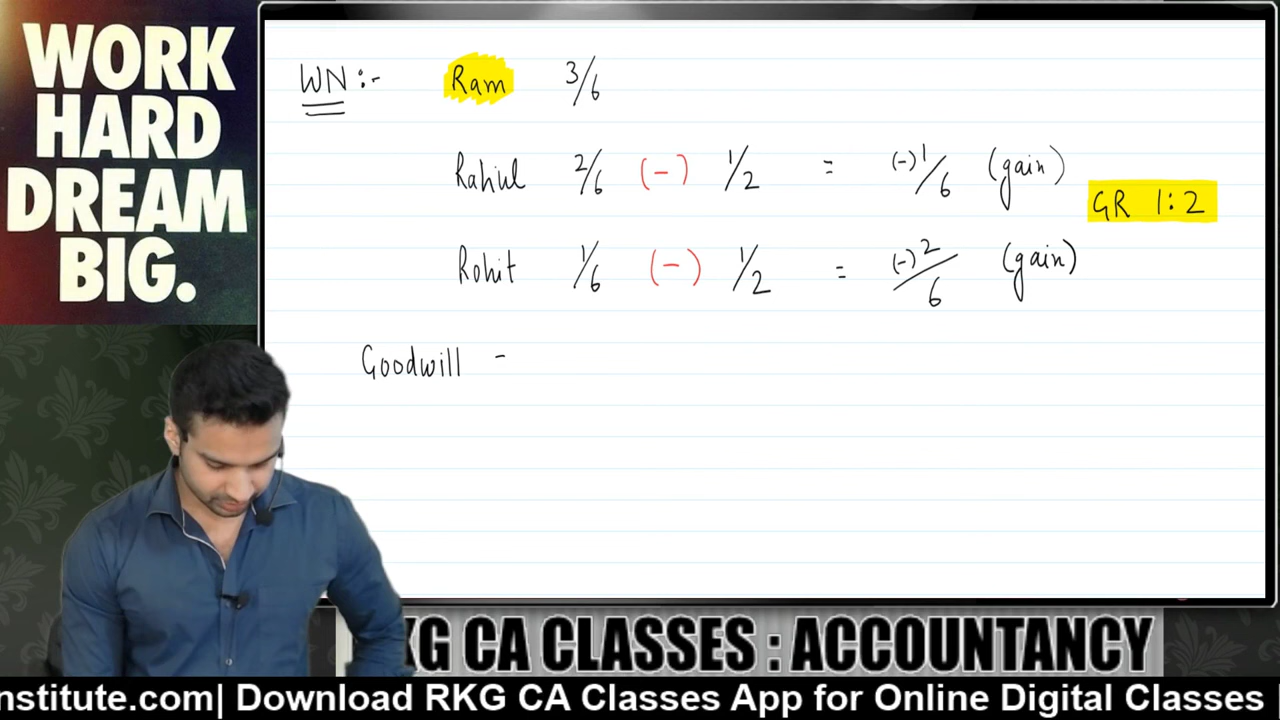 WORK
HARD
DREAM
BIG.
WN:- Ram 3/6
Rahul 2/6 (-) 1/2 = (-) 1/6 (gain)
GR 1:2
Rohit 1/6 (-) 1/2 = (-) 2/6 (gain)
Goodwill -
KG CA CLASSES : ACCOUNTANCY
nstitute.com| Download RKG CA Classes App for Online Digital Classes